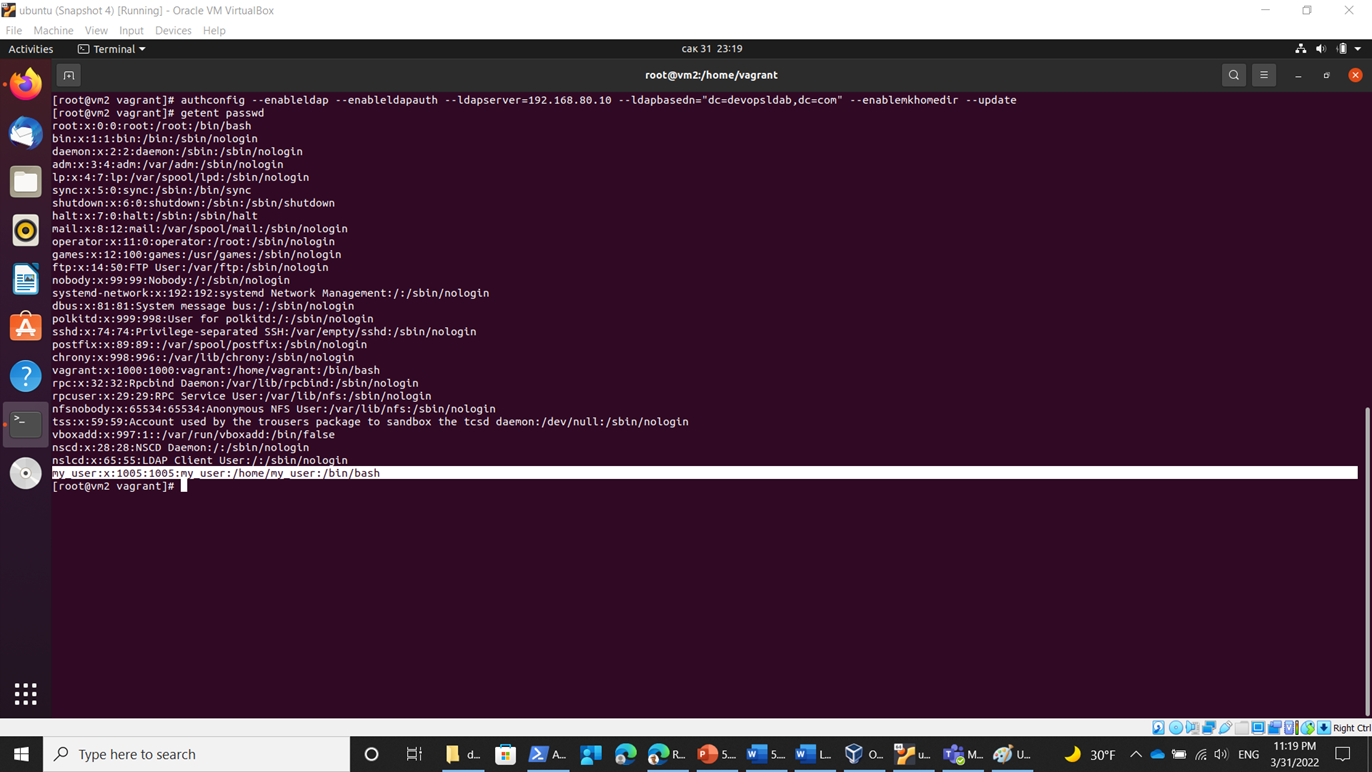 ubuntu (Snapshot 4) [Running] - Oracle VM VirtualBox
File Machine View Input Devices Help
Activities Terminal сак 31 23:19
root@vm2:/home/vagrant
[root@vm2 vagrant]# authconfig --enableldap --enableldapauth --ldapserver=192.168.80.10 --ldapbasedn="dc=devopsldab,dc=com" --enablemkhomedir --update
[root@vm2 vagrant]# getent passwd
root:x:0:0:root:/root:/bin/bash
bin:x:1:1:bin:/bin:/sbin/nologin
daemon:x:2:2:daemon:/sbin:/sbin/nologin
adm:x:3:4:adm:/var/adm:/sbin/nologin
lp:x:4:7:lp:/var/spool/lpd:/sbin/nologin
sync:x:5:0:sync:/sbin:/bin/sync
shutdown:x:6:0:shutdown:/sbin:/sbin/shutdown
halt:x:7:0:halt:/sbin:/sbin/halt
mail:x:8:12:mail:/var/spool/mail:/sbin/nologin
operator:x:11:0:operator:/root:/sbin/nologin
games:x:12:100:games:/usr/games:/sbin/nologin
ftp:x:14:50:FTP User:/var/ftp:/sbin/nologin
nobody:x:99:99:Nobody:/:/sbin/nologin
systemd-network:x:192:192:systemd Network Management:/:/sbin/nologin
dbus:x:81:81:System message bus:/:/sbin/nologin
polkitd:x:999:998:User for polkitd:/:/sbin/nologin
sshd:x:74:74:Privilege-separated SSH:/var/empty/sshd:/sbin/nologin
postfix:x:89:89::/var/spool/postfix:/sbin/nologin
chrony:x:998:996::/var/lib/chrony:/sbin/nologin
vagrant:x:1000:1000:vagrant:/home/vagrant:/bin/bash
rpc:x:32:32:Rpcbind Daemon:/var/lib/rpcbind:/sbin/nologin
rpcuser:x:29:29:RPC Service User:/var/lib/nfs:/sbin/nologin
nfsnobody:x:65534:65534:Anonymous NFS User:/var/lib/nfs:/sbin/nologin
tss:x:59:59:Account used by the trousers package to sandbox the tcsd daemon:/dev/null:/sbin/nologin
vboxadd:x:997:1::/var/run/vboxadd:/bin/false
nscd:x:28:28:NSCD Daemon:/:/sbin/nologin
nslcd:x:65:55:LDAP Client User:/:/sbin/nologin
my_user:x:1005:1005:my_user:/home/my_user:/bin/bash
[root@vm2 vagrant]#
Right Ctrl
Type here to search d... A... R... 5... 5... L... O... u... M... U... 30°F ENG 11:19 PM
3/31/2022